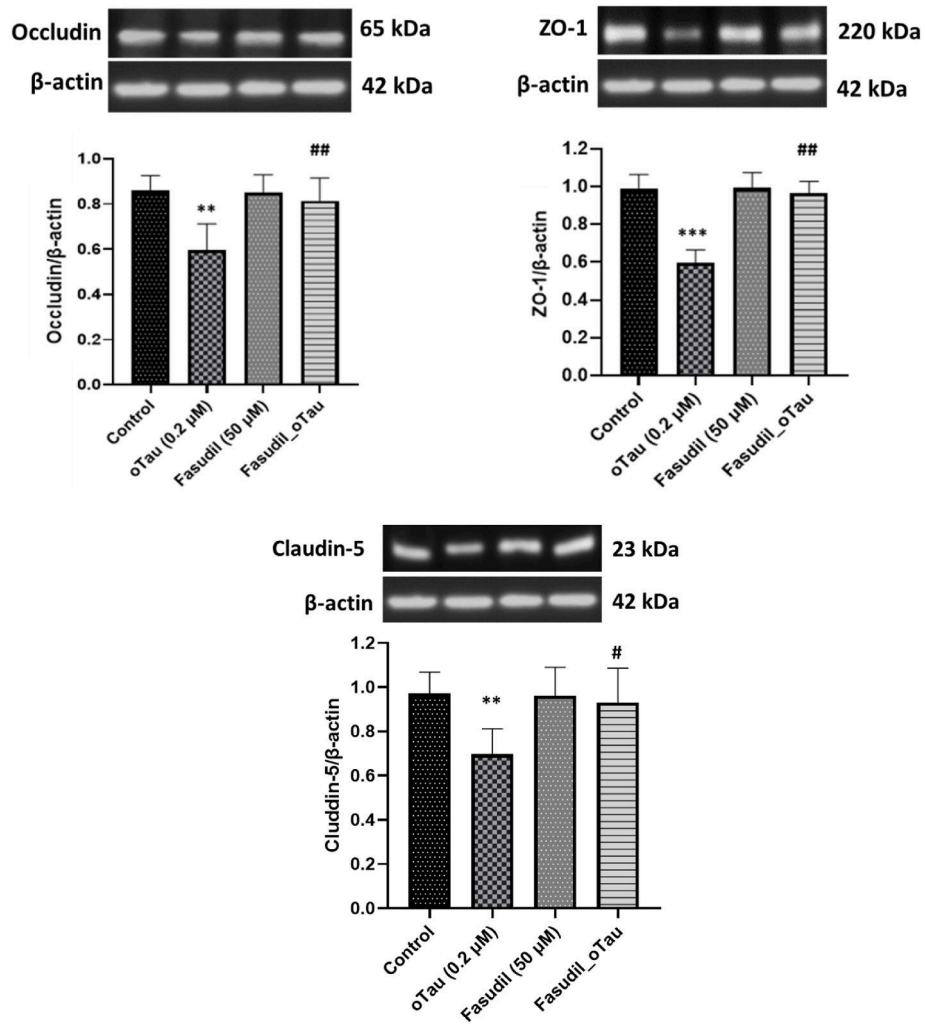 Occludin
65 kDa
β-actin
42 kDa
1.0
0.8
0.6
0.4
0.2
0.0
Occludin/β-actin
**
##
Control
oTau (0.2 µM)
Fasudil (50 µM)
Fasudil_oTau
ZO-1
220 kDa
β-actin
42 kDa
1.2
1.0
0.8
0.6
0.4
0.2
0.0
ZO-1/β-actin
***
##
Control
oTau (0.2 µM)
Fasudil (50 µM)
Fasudil_oTau
Claudin-5
23 kDa
β-actin
42 kDa
1.2
1.0
0.8
0.6
0.4
0.2
0.0
Cluddin-5/β-actin
**
#
Control
oTau (0.2 µM)
Fasudil (50 µM)
Fasudil_oTau